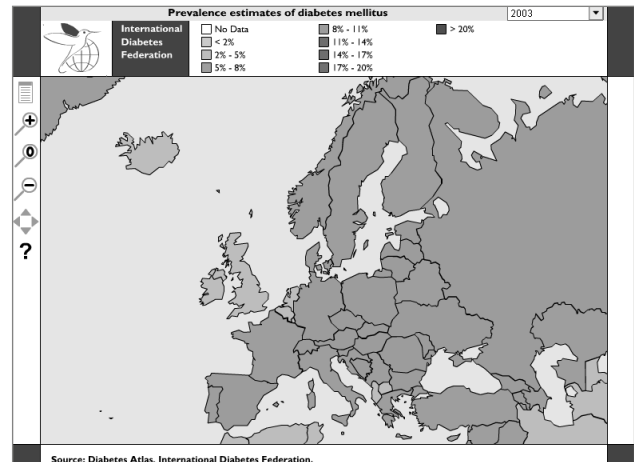 Prevalence estimates of diabetes mellitus
2003
International
Diabetes
Federation
No Data
< 2%
2% - 5%
5% - 8%
8% - 11%
11% - 14%
14% - 17%
17% - 20%
> 20%
0
?
Source: Diabetes Atlas, International Diabetes Federation.